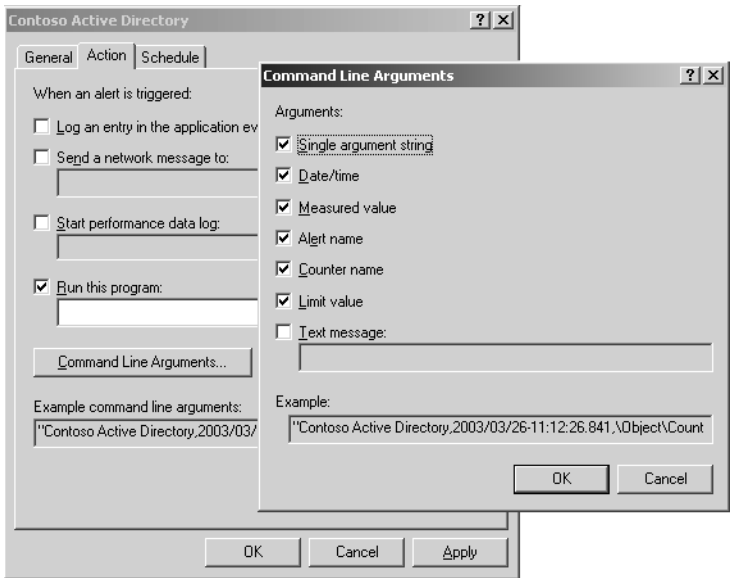 Contoso Active Directory
General Action Schedule
When an alert is triggered:
Log an entry in the application ev
Send a network message to:
Start performance data log:
Run this program:
Command Line Arguments...
Example command line arguments:
"Contoso Active Directory,2003/03/
OK Cancel Apply
Command Line Arguments
Arguments:
Single argument string
Date/time
Measured value
Alert name
Counter name
Limit value
Text message:
Example:
"Contoso Active Directory,2003/03/26-11:12:26.841,\Object\Count
OK Cancel